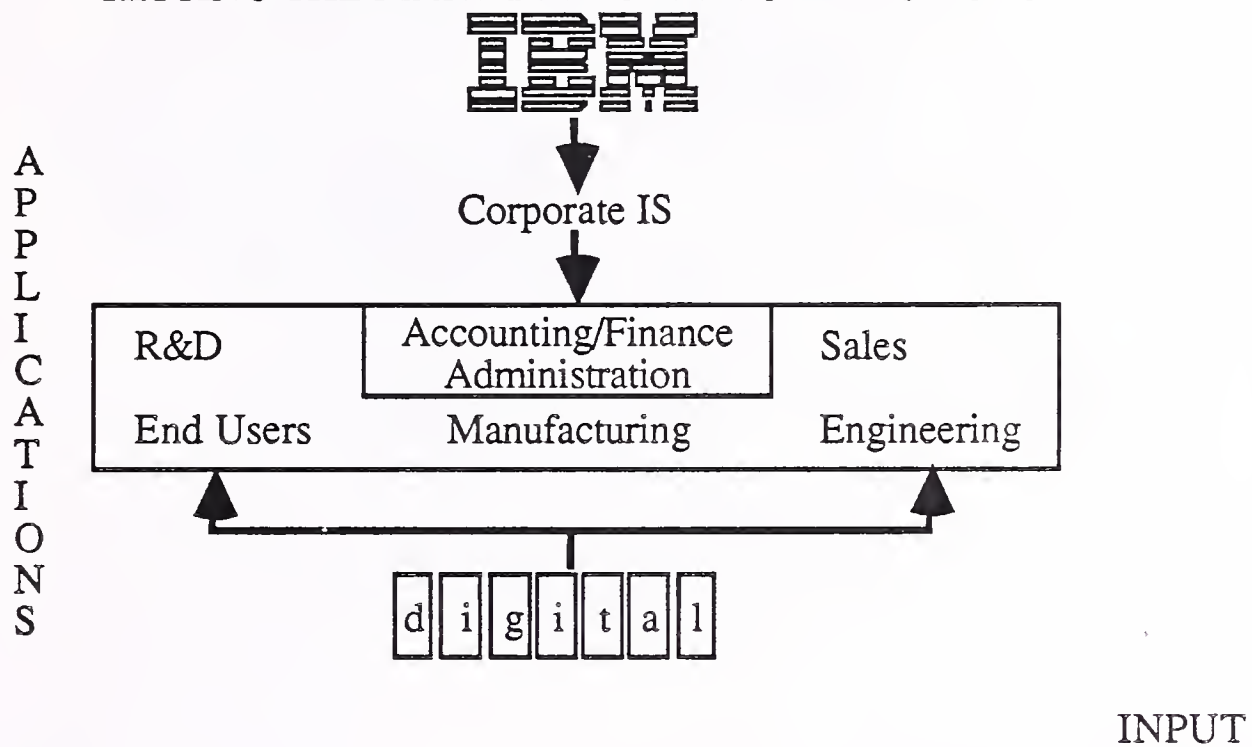 IBM
Corporate IS
APPLICATIONS
R&D
Accounting/Finance
Administration
Sales
End Users
Manufacturing
Engineering
digital
INPUT